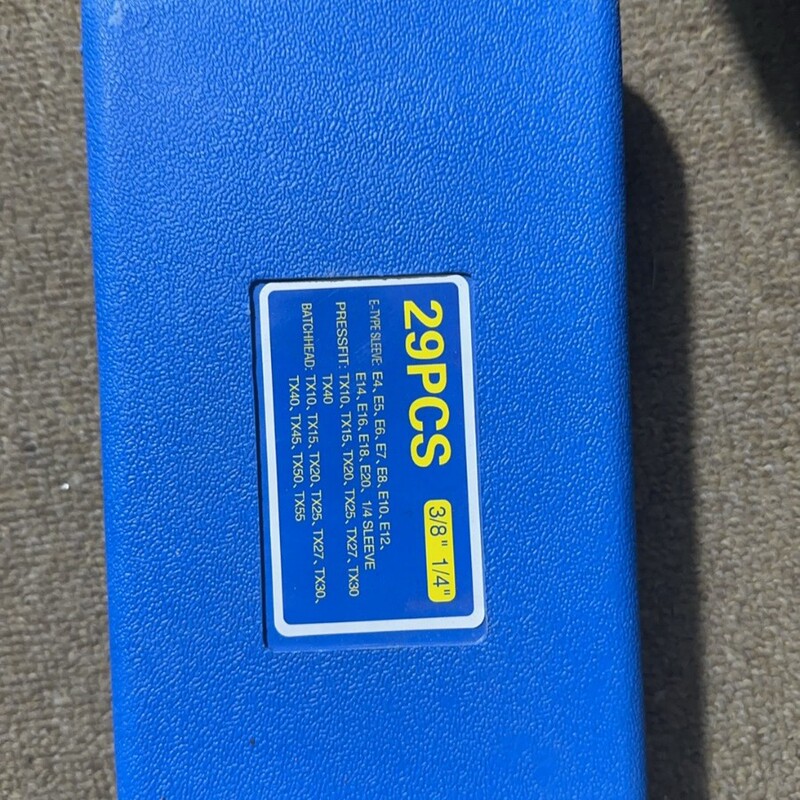 29PCS 3/8" 1/4"
E-TYPE SLEEVE: E4、E5、E6、E7、E8、E10、E12、
E14、E16、E18、E20、1/4 SLEEVE
PRESSFIT: TX10、TX15、TX20、TX25、TX27、TX30
TX40
BATCHHEAD: TX10、TX15、TX20、TX25、TX27、TX30、
TX40、TX45、TX50、TX55